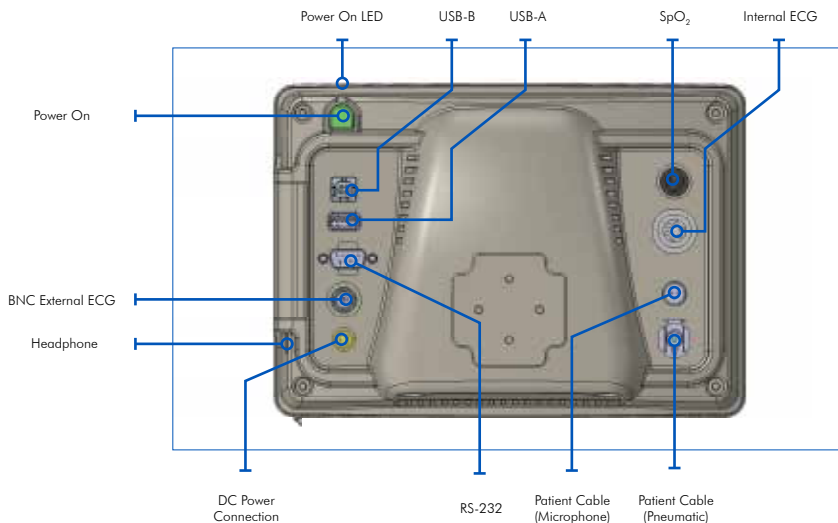 Power On LED
USB-B
USB-A
SpO₂
Internal ECG
Power On
BNC External ECG
Headphone
DC Power
Connection
RS-232
Patient Cable
(Microphone)
Patient Cable
(Pneumatic)